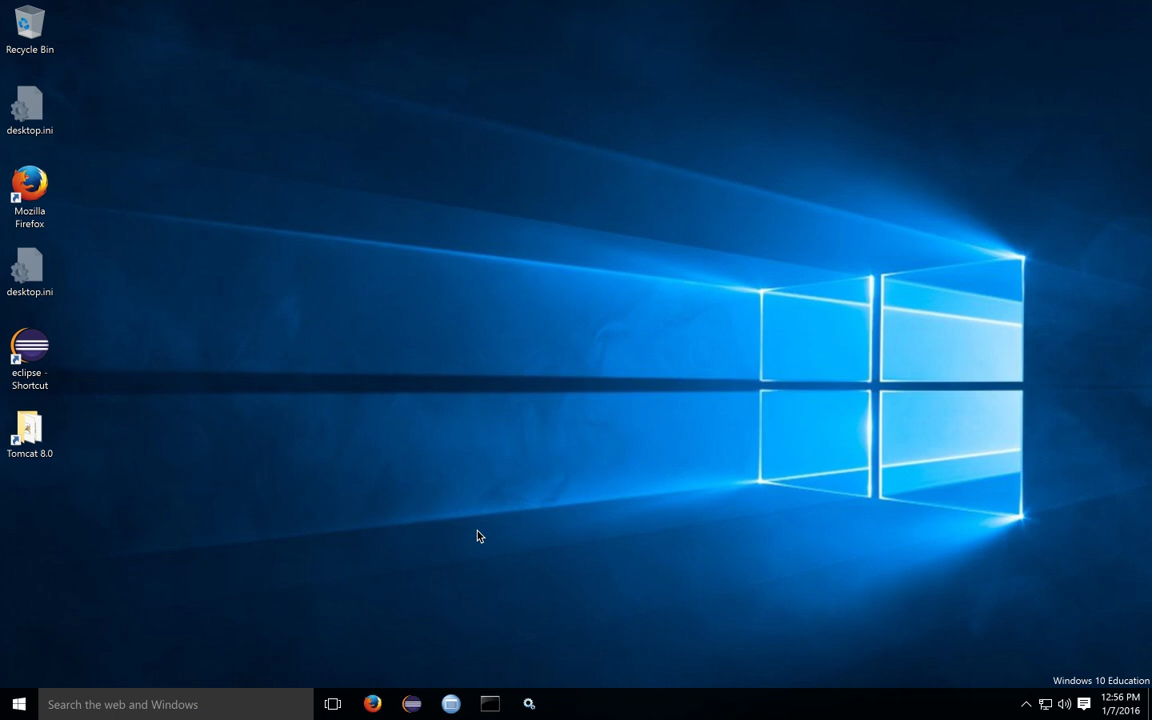 Recycle Bin
desktop.ini
Mozilla
Firefox
desktop.ini
eclipse -
Shortcut
Tomcat 8.0
Windows 10 Education
Search the web and Windows
12:56 PM
1/7/2016